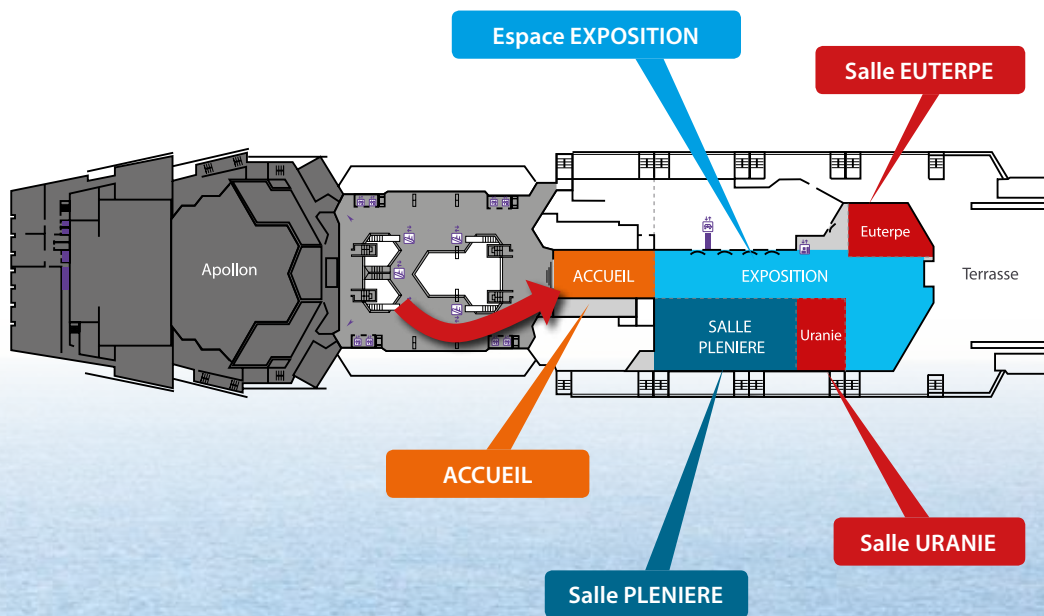 Espace EXPOSITION
Salle EUTERPE
Euterpe
Apollon
ACCUEIL
EXPOSITION
Terrasse
SALLE
PLENIERE
Uranie
ACCUEIL
Salle URANIE
Salle PLENIERE